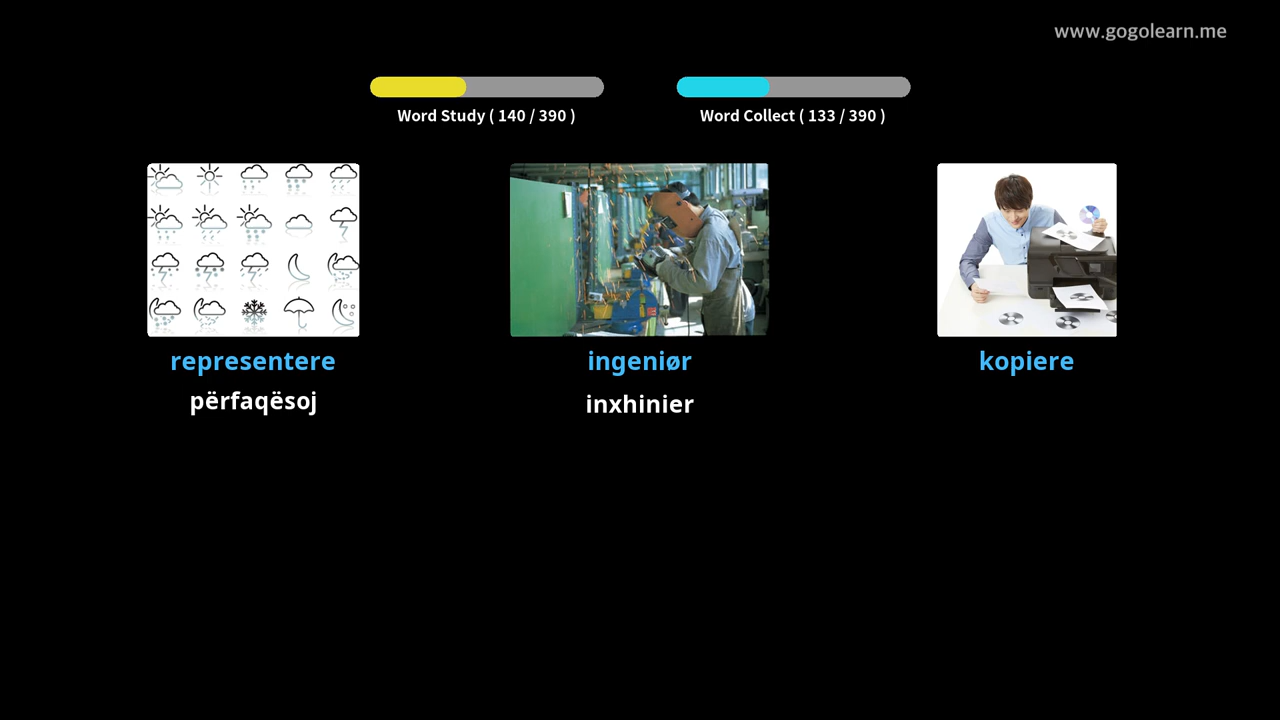 www.gogolearn.me
Word Study ( 140 / 390 )
Word Collect ( 133 / 390 )
representere
ingeniør
kopiere
përfaqësoj
inxhinier